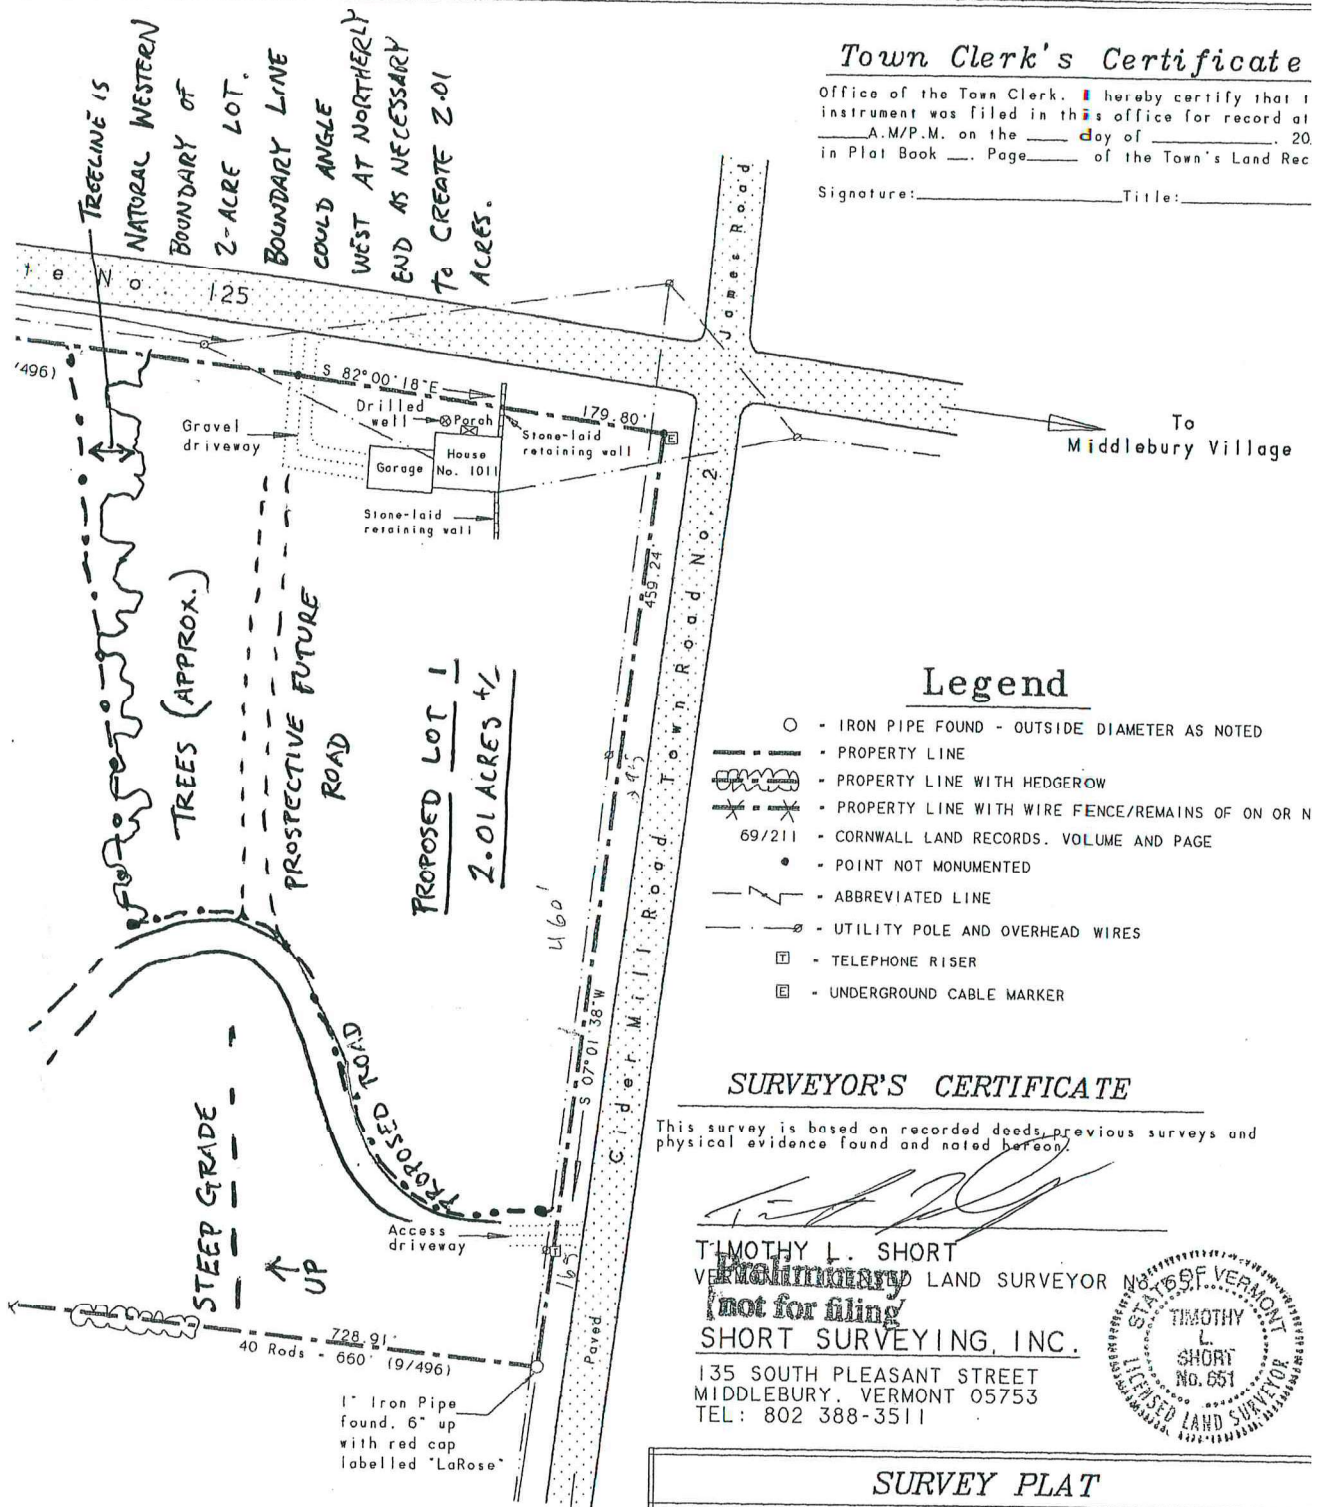 TREELINE IS
NATURAL WESTERN
BOUNDARY OF
2-ACRE LOT.
BOUNDARY LINE
COULD ANGLE
WEST AT NORTHERLY
END AS NECESSARY
TO CREATE 2.01
ACRES.
Town Clerk's Certificate
Office of the Town Clerk. I hereby certify that
instrument was filed in this office for record at
A.M/P.M. on the ____ day of ________. 20
in Plat Book __. Page____ of the Town's Land Rec
Signature:________________Title:__________
te No 125
James Road
'496)
S 82°00'18"E
179.80'
Drilled
well
Porch
Gravel
driveway
House
No. 1011
Garage
Stone-laid
retaining wall
Stone-laid
retaining wall
E
To
Middlebury Village
459.24'
TREES (APPROX.)
PROSPECTIVE FUTURE
ROAD
PROPOSED LOT 1
2.01 ACRES +/-
460'
S 07°01'38"W
Cider Mill Road Town Road No. 2
Legend
- IRON PIPE FOUND - OUTSIDE DIAMETER AS NOTED
- PROPERTY LINE
- PROPERTY LINE WITH HEDGEROW
- PROPERTY LINE WITH WIRE FENCE/REMAINS OF ON OR N
69/211 - CORNWALL LAND RECORDS. VOLUME AND PAGE
- POINT NOT MONUMENTED
- ABBREVIATED LINE
- UTILITY POLE AND OVERHEAD WIRES
T - TELEPHONE RISER
E - UNDERGROUND CABLE MARKER
PROPOSED ROAD
STEEP GRADE
UP
Access
driveway
T
165
Paved
728.91'
40 Rods - 660' (9/496)
1" Iron Pipe
found. 6" up
with red cap
labelled "LaRose"
SURVEYOR'S CERTIFICATE
This survey is based on recorded deeds, previous surveys and
physical evidence found and noted hereon.
TIMOTHY L. SHORT
LAND SURVEYOR No. 651
Preliminary
not for filing
SHORT SURVEYING, INC.
135 SOUTH PLEASANT STREET
MIDDLEBURY, VERMONT 05753
TEL: 802 388-3511
STATE OF VERMONT
TIMOTHY
L.
SHORT
No. 651
LICENSED LAND SURVEYOR
SURVEY PLAT